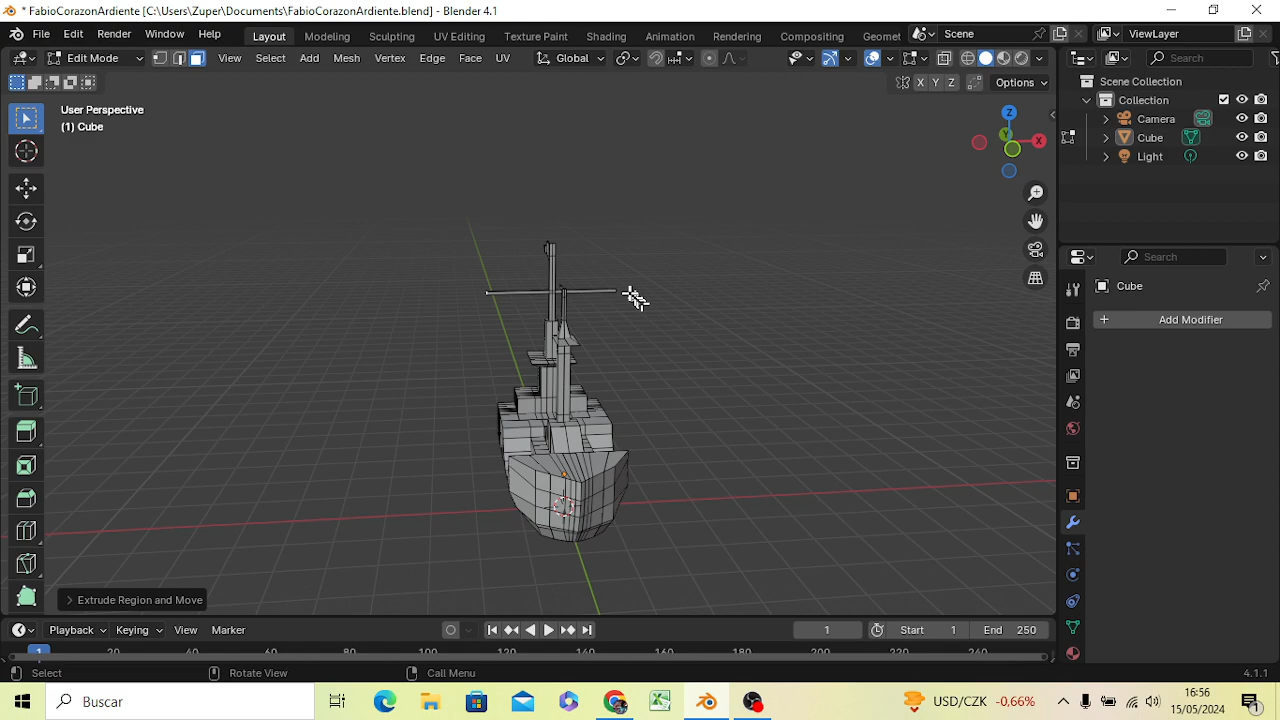 * FabioCorazonArdiente [C:\Users\Zuper\Documents\FabioCorazonArdiente.blend] - Blender 4.1
File Edit Render Window Help Layout Modeling Sculpting UV Editing Texture Paint Shading Animation Rendering Compositing Geomet Scene ViewLayer
Edit Mode View Select Add Mesh Vertex Edge Face UV Global Search
X Y Z Options
Scene Collection
Collection
Camera
Cube
Light
User Perspective
(1) Cube
Z
Y
X
Search
Cube
+ Add Modifier
Extrude Region and Move
Playback Keying View Marker 1 Start 1 End 250
1 20 40 60 80 100 120 140 160 180 200 220 240
Select Rotate View Call Menu 4.1.1
Buscar USD/CZK -0,66% 16:56
15/05/2024
1